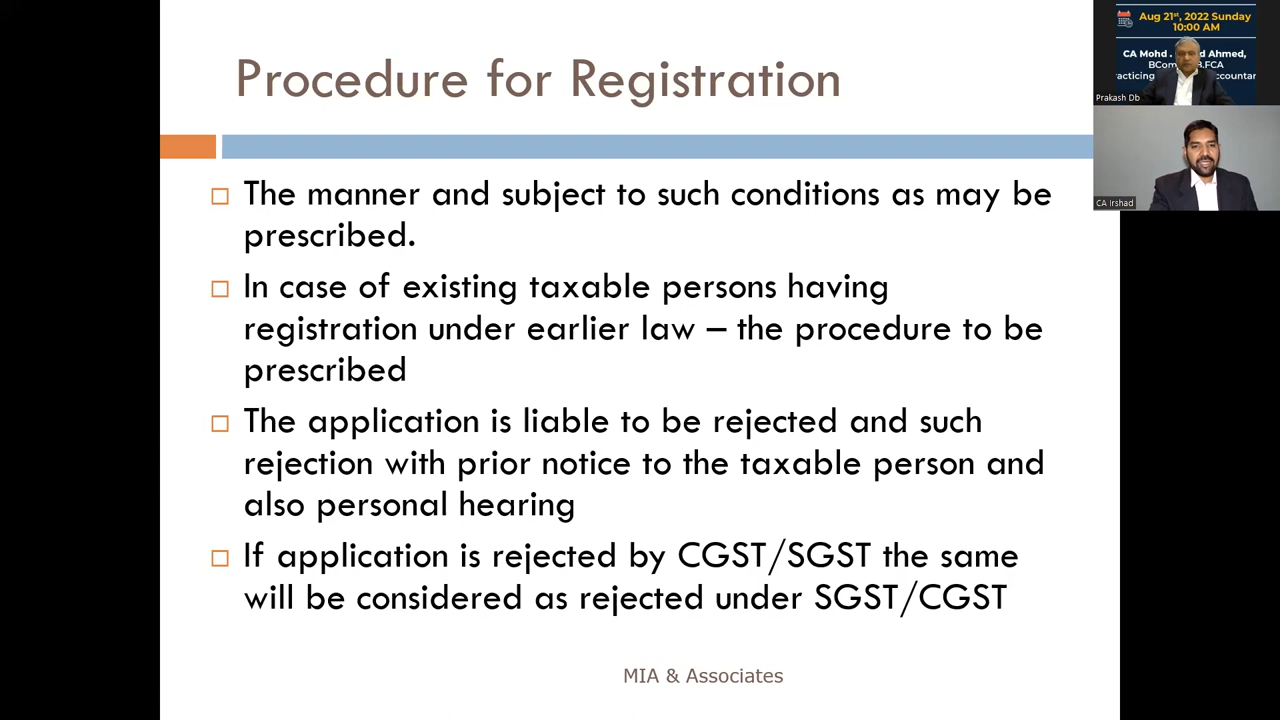 Procedure for Registration
The manner and subject to such conditions as may be
prescribed.
In case of existing taxable persons having
registration under earlier law – the procedure to be
prescribed
The application is liable to be rejected and such
rejection with prior notice to the taxable person and
also personal hearing
If application is rejected by CGST/SGST the same
will be considered as rejected under SGST/CGST
MIA & Associates
Aug 21st, 2022 Sunday
10:00 AM
CA Mohd . Ahmed,
FCA
Prakash Db
CA Irshad